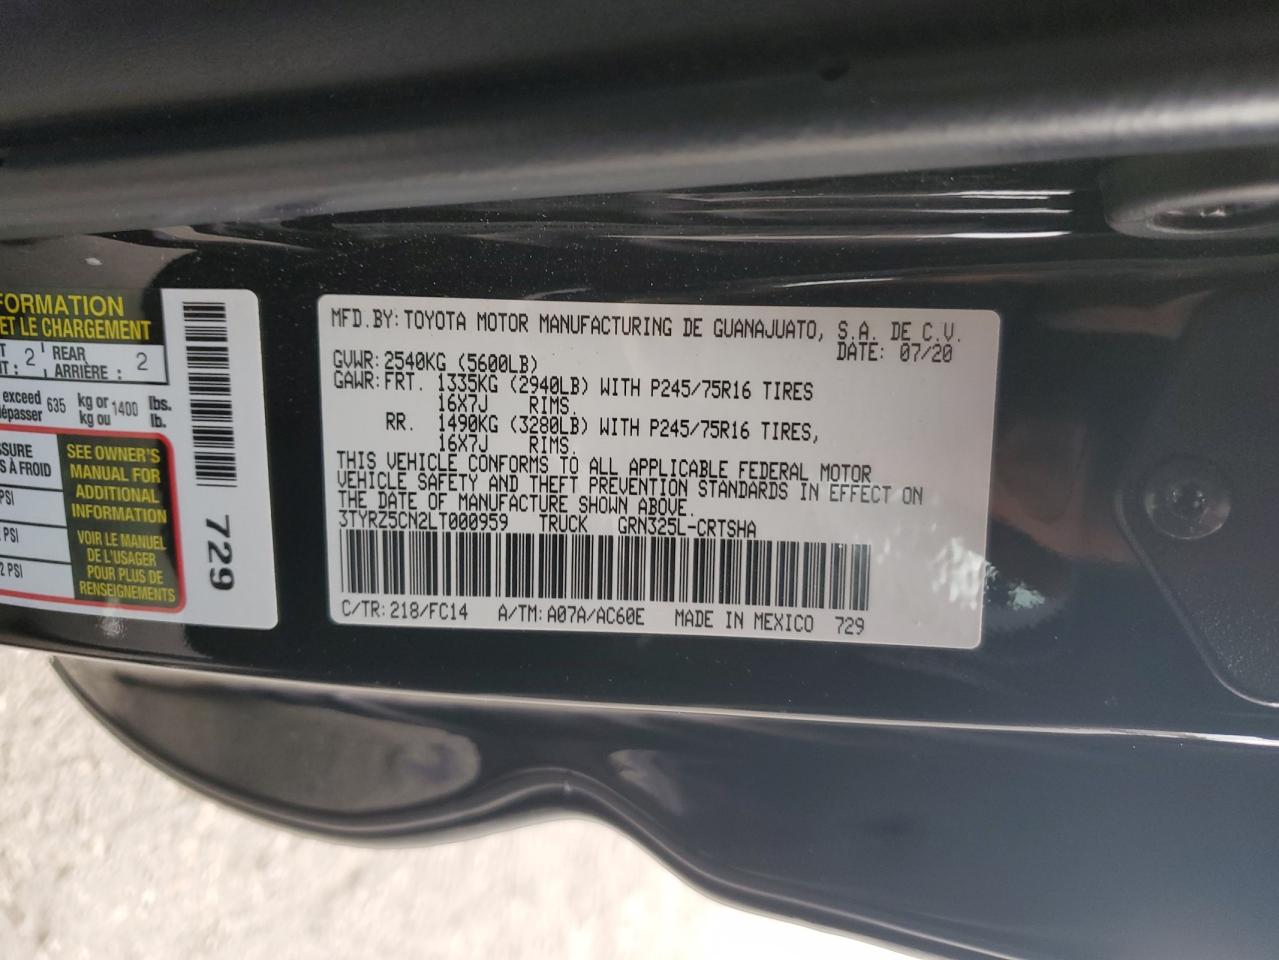 FORMATION
ET LE CHARGEMENT
2 REAR ARRIÈRE : 2
exceed 635 kg or 1400 lbs.
kg ou lb.
À FROID
PSI
PSI
2 PSI
SEE OWNER'S
MANUAL FOR
ADDITIONAL
INFORMATION
VOIR LE MANUEL
DE L'USAGER
POUR PLUS DE
RENSEIGNEMENTS
729
MFD.BY: TOYOTA MOTOR MANUFACTURING DE GUANAJUATO, S.A. DE C.V.
DATE: 07/20
GVWR: 2540KG (5600LB)
GAWR: FRT. 1335KG (2940LB) WITH P245/75R16 TIRES
16X7J RIMS.
RR. 1490KG (3280LB) WITH P245/75R16 TIRES,
16X7J RIMS.
THIS VEHICLE CONFORMS TO ALL APPLICABLE FEDERAL MOTOR
VEHICLE SAFETY AND THEFT PREVENTION STANDARDS IN EFFECT ON
THE DATE OF MANUFACTURE SHOWN ABOVE.
3TYRZ5CN2LT000959 TRUCK GRN325L-CRTSHA
C/TR: 218/FC14 A/TM: A07A/AC60E MADE IN MEXICO 729